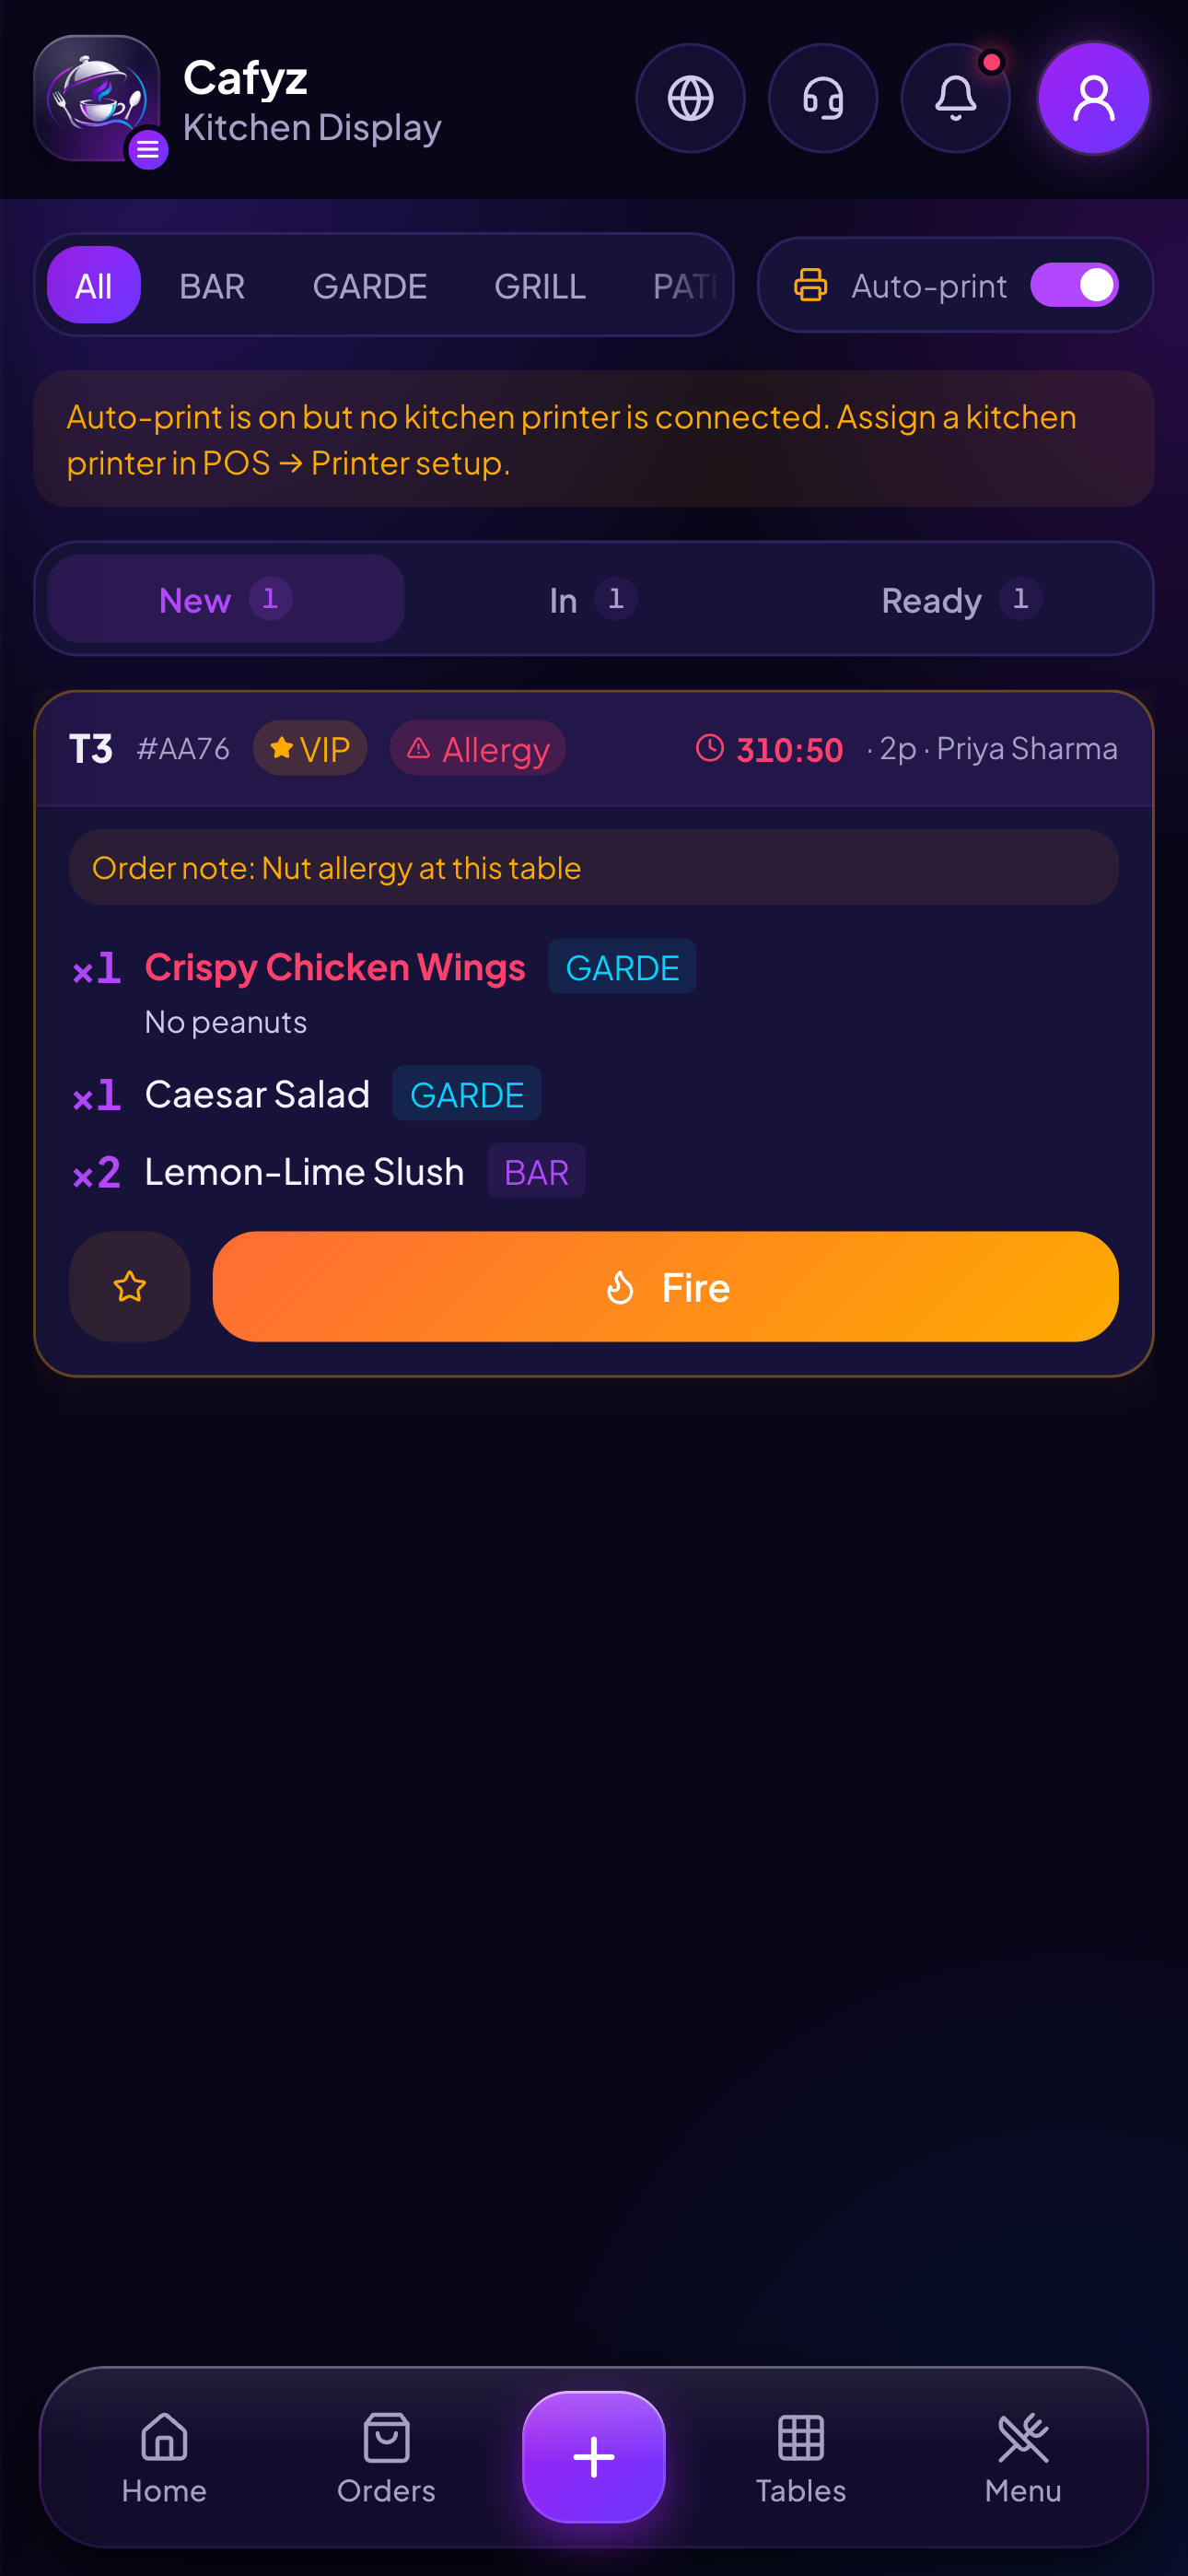 Cafyz
Kitchen Display
All BAR GARDE GRILL
Auto-print
Auto-print is on but no kitchen printer is connected. Assign a kitchen
printer in POS → Printer setup.
New 1 In 1 Ready 1
T3 #AA76 VIP Allergy 310:50 · 2p · Priya Sharma
Order note: Nut allergy at this table
×1 Crispy Chicken Wings GARDE
No peanuts
×1 Caesar Salad GARDE
×2 Lemon-Lime Slush BAR
Fire
Home Orders Tables Menu